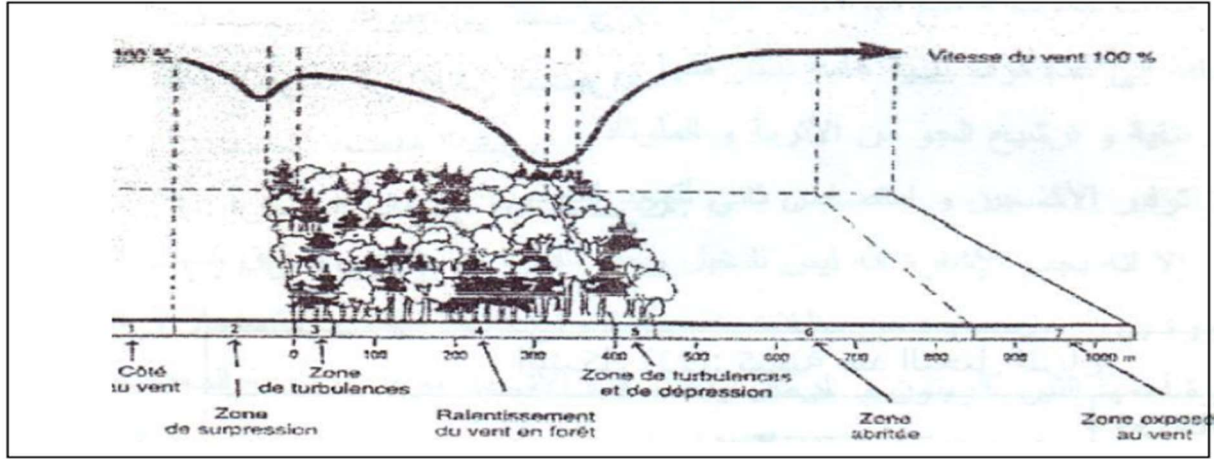 100 %
Vitesse du vent 100 %
1 2 3 4 5 6 7
0 100 200 300 400 500 600 700 800 900 1000 m
Côté
au vent
Zone
de surpression
Zone
de turbulences
Ralentissement
du vent en forêt
Zone de turbulences
et de dépression
Zone
abritée
Zone exposé
au vent